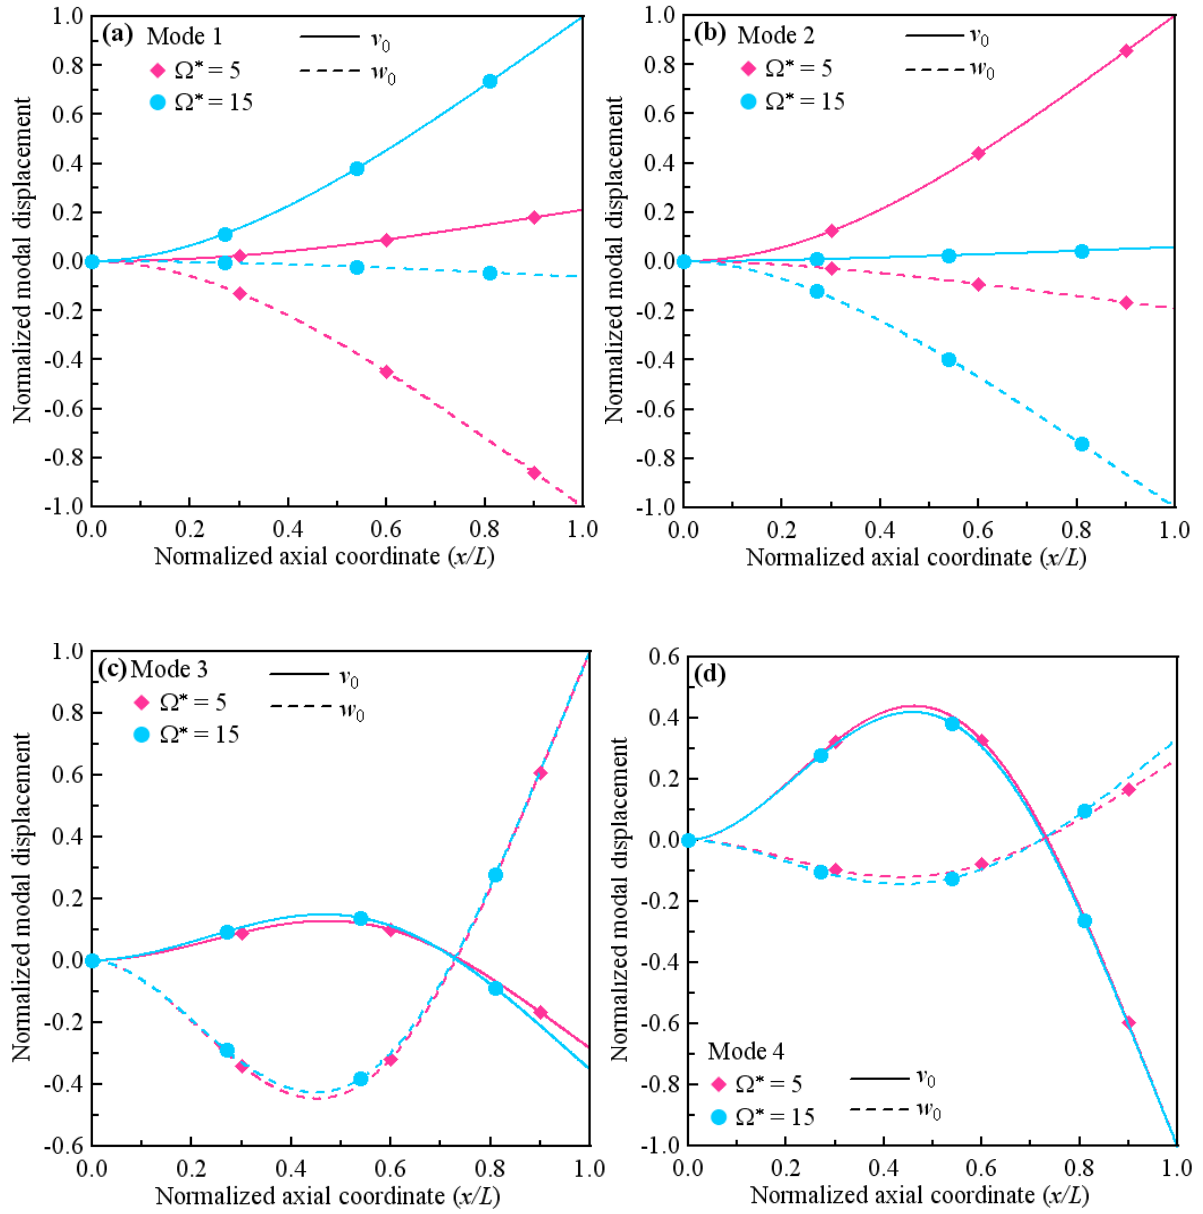 (a) Mode 1
v₀
Ω* = 5
w₀
Ω* = 15
1.0
0.8
0.6
0.4
0.2
0.0
-0.2
-0.4
-0.6
-0.8
-1.0
Normalized modal displacement
0.0 0.2 0.4 0.6 0.8 1.0
Normalized axial coordinate (x/L)
(b) Mode 2
v₀
Ω* = 5
w₀
Ω* = 15
1.0
0.8
0.6
0.4
0.2
0.0
-0.2
-0.4
-0.6
-0.8
-1.0
Normalized modal displacement
0.0 0.2 0.4 0.6 0.8 1.0
Normalized axial coordinate (x/L)
(c) Mode 3
v₀
Ω* = 5
w₀
Ω* = 15
1.0
0.8
0.6
0.4
0.2
0.0
-0.2
-0.4
-0.6
Normalized modal displacement
0.0 0.2 0.4 0.6 0.8 1.0
Normalized axial coordinate (x/L)
(d)
0.6
0.4
0.2
0.0
-0.2
-0.4
-0.6
-0.8
-1.0
Normalized modal displacement
Mode 4
Ω* = 5
v₀
Ω* = 15
w₀
0.0 0.2 0.4 0.6 0.8 1.0
Normalized axial coordinate (x/L)